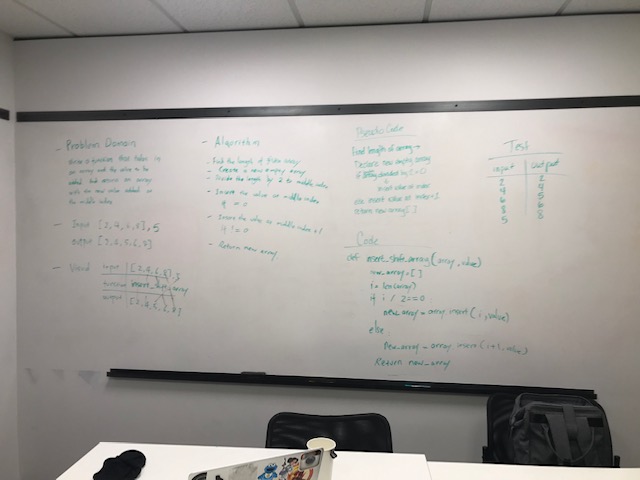 - Problem Domain
Write a function that takes in
an array and the value to be
added and returns an array
with the new value added at
the middle index
- Input [2,4,6,8], 5
output [2,4,5,6,8]
- Visual
input [2,4,6,8], 5
function insert_shift_array
output [2,4,5,6,8]
- Algorithm
- Find the length of given array
- Create a new empty array
- Divide the length by 2 to middle index
- Insert the value in middle index
if = 0
- Insert the value to middle index +1
if != 0
- Return new array
Pseudo Code
Find length of array
Declare new empty array
if divided by 2 = 0
insert value at index
else insert value at index+1
return new array[]
Code
def insert_shift_array(array, value)
new_array = []
i = len(array)
if i / 2 == 0:
new_array = array insert(i, value)
else:
new_array = array insert(i+1, value)
Return new_array
Test
input output
2 2
4 4
6 5
8 6
5 8